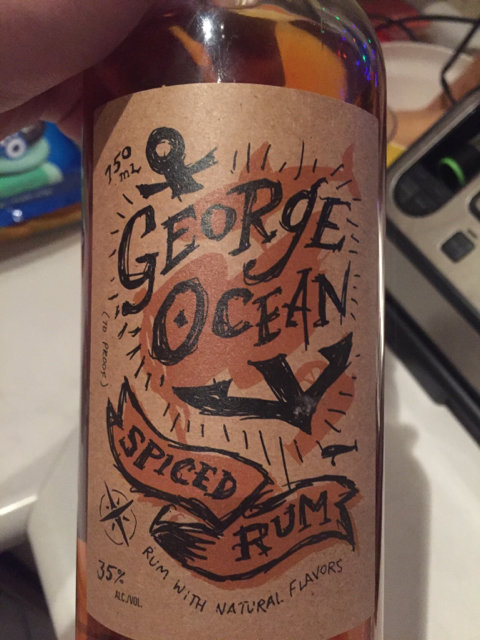 750
mL
GEORgE
OCEAN
(70 PROOF)
SPICED
RUM
RUM WiTH NATURAL FLAVORS
35%
ALC/VOL.